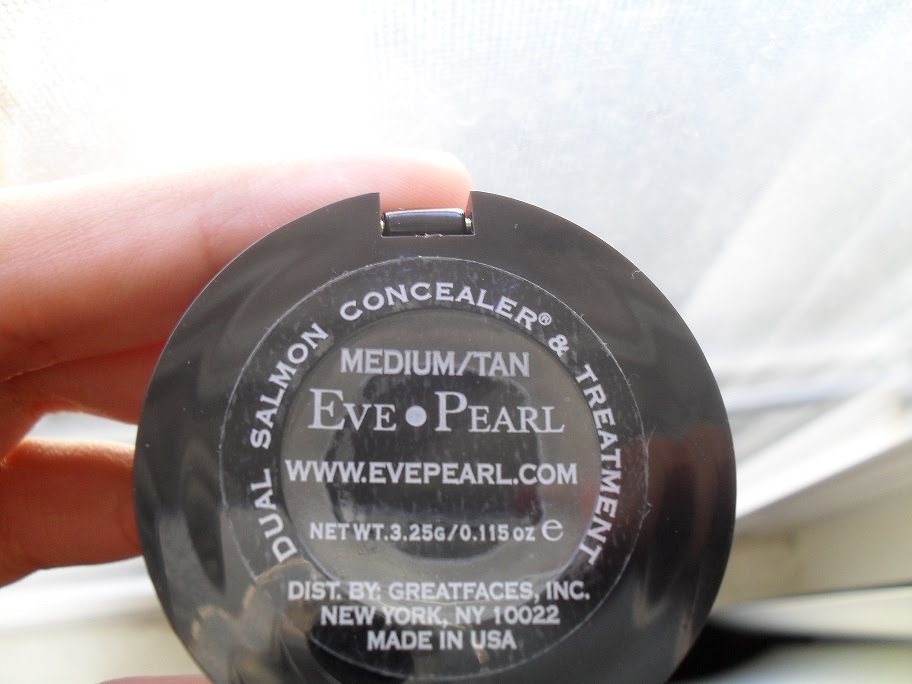 DUAL SALMON CONCEALER® & TREATMENT
MEDIUM/TAN
EVE • PEARL
WWW.EVEPEARL.COM
NET WT. 3.25G/0.115 OZ e
DIST. BY: GREATFACES, INC.
NEW YORK, NY 10022
MADE IN USA